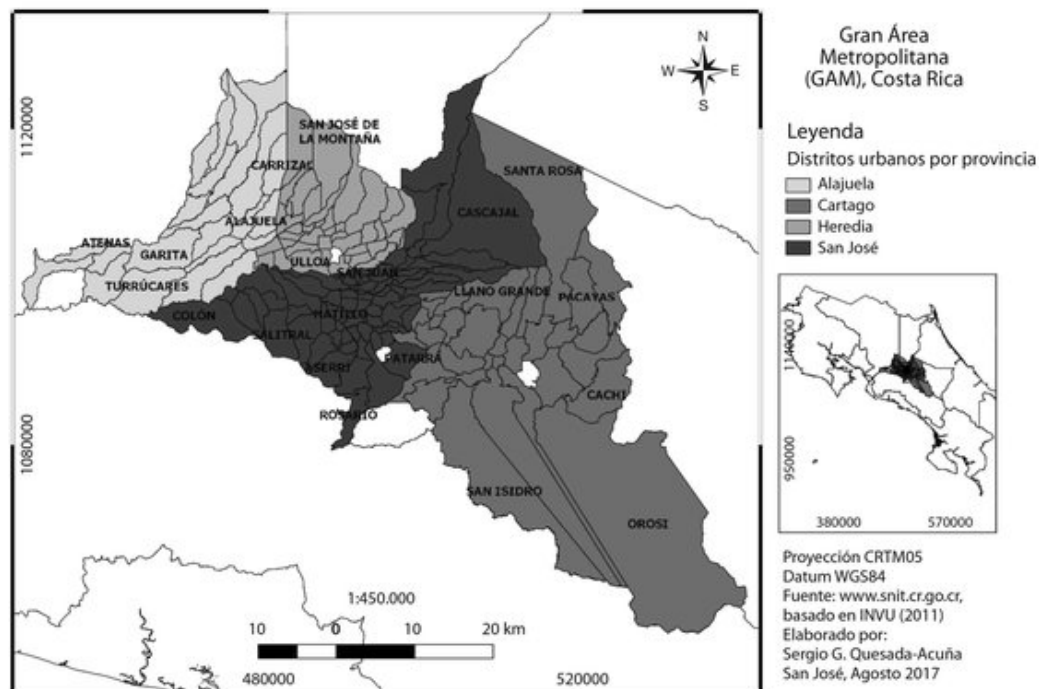 Gran Área
Metropolitana
(GAM), Costa Rica
N
W E
S
Leyenda
Distritos urbanos por provincia
Alajuela
Cartago
Heredia
San José
1120000
1080000
SAN JOSÉ DE
LA MONTAÑA
CARRIZAL
SANTA ROSA
CASCAJAL
ALAJUELA
ATENAS
GARITA
ULLOA
SAN JUAN
TURRÚCARES
LLANO GRANDE
PACAYAS
COLÓN
HATILLO
SALITRAL
PATARRÁ
ASERRÍ
CACHI
ROSARIO
SAN ISIDRO
OROSI
1:450.000
10 0 10 20 km
480000 520000
1140000
950000
380000 570000
Proyección CRTM05
Datum WGS84
Fuente: www.snit.cr.go.cr,
basado en INVU (2011)
Elaborado por:
Sergio G. Quesada-Acuña
San José, Agosto 2017